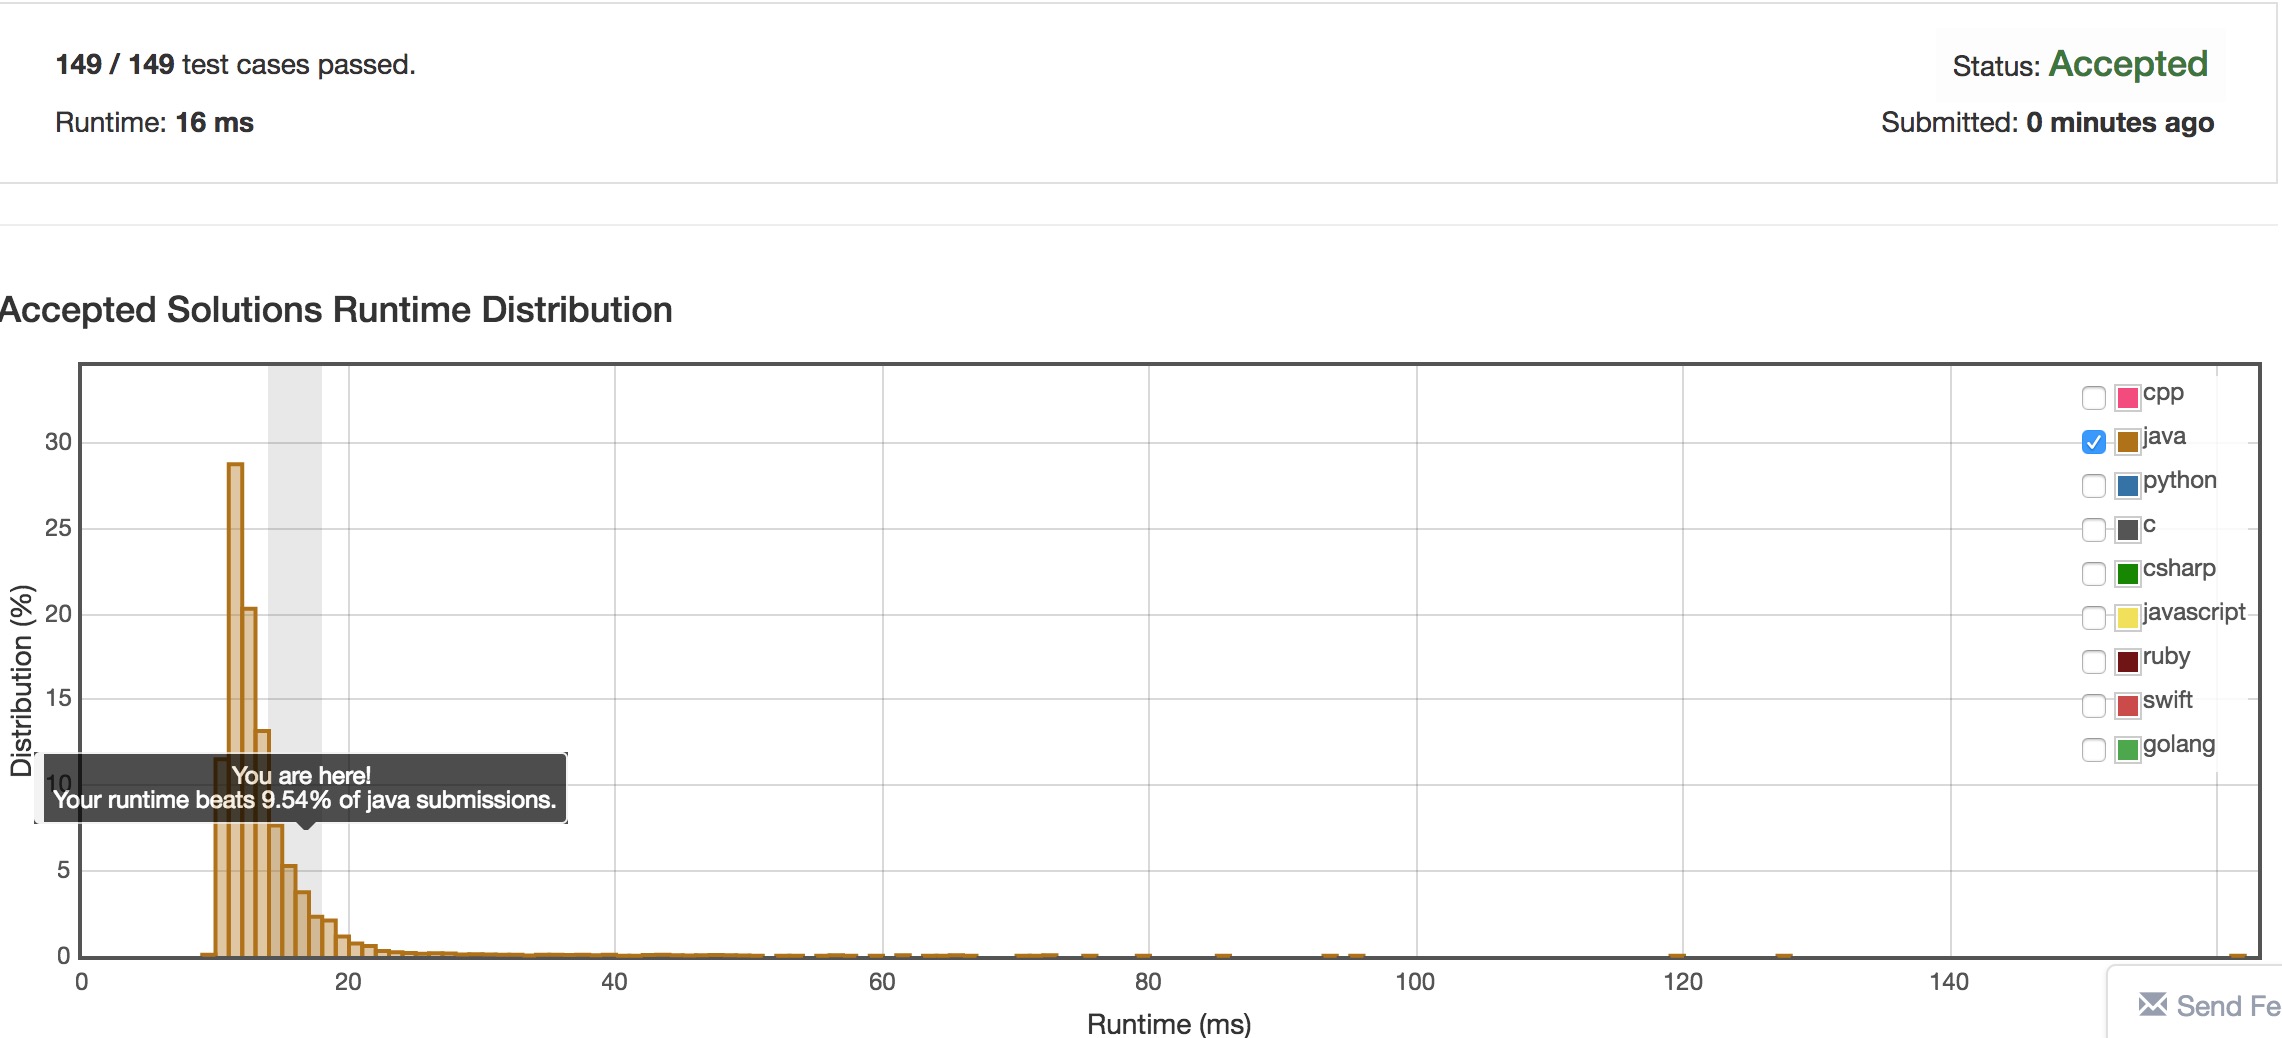 149 / 149 test cases passed.
Status: Accepted
Runtime: 16 ms
Submitted: 0 minutes ago
Accepted Solutions Runtime Distribution
cpp
java
python
c
csharp
javascript
ruby
swift
golang
Distribution (%)
30
25
20
15
10
5
0
You are here!
Your runtime beats 9.54% of java submissions.
0 20 40 60 80 100 120 140
Runtime (ms)
Send Fe